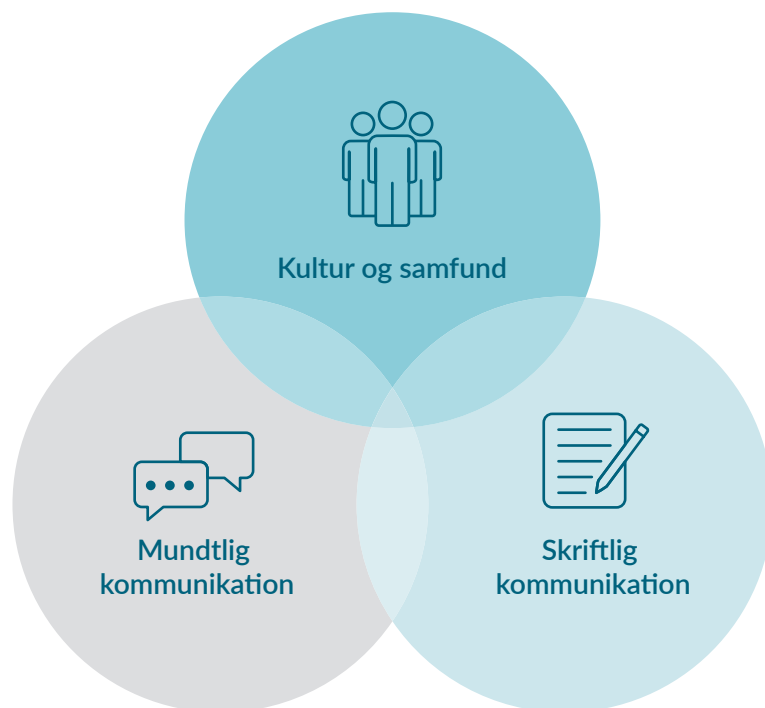 Kultur og samfund
Mundtlig
kommunikation
Skriftlig
kommunikation